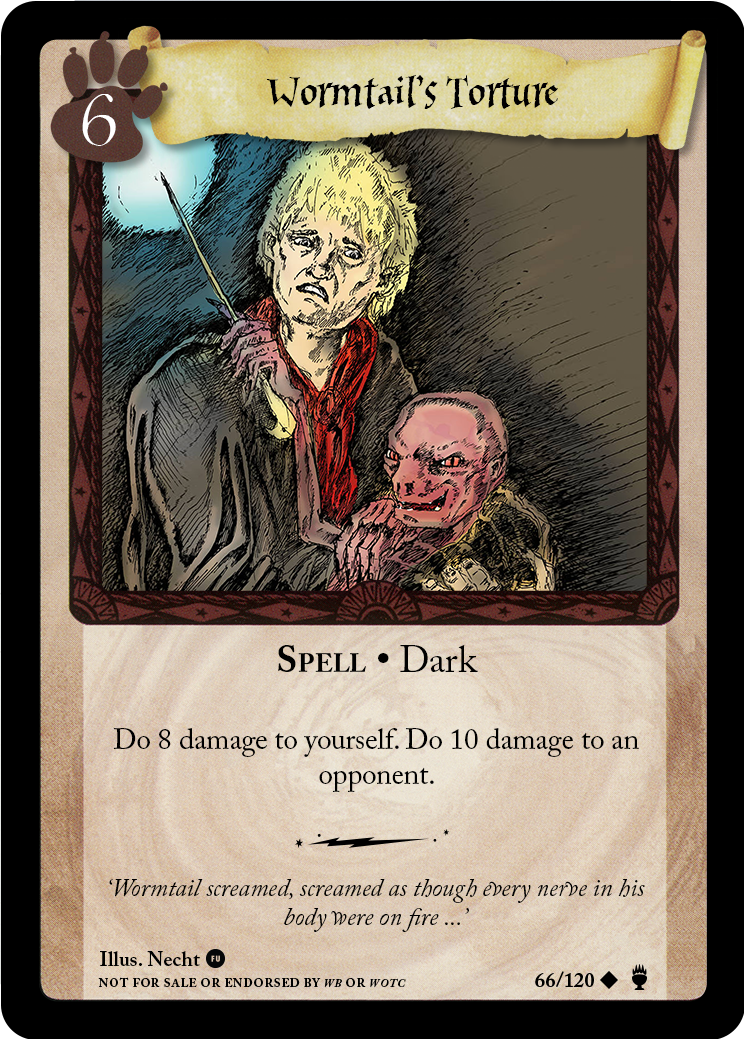 6
Wormtail's Torture
SPELL • Dark
Do 8 damage to yourself. Do 10 damage to an
opponent.
‘Wormtail screamed, screamed as though every nerve in his
body were on fire ...’
Illus. Necht FU
NOT FOR SALE OR ENDORSED BY WB OR WOTC
66/120